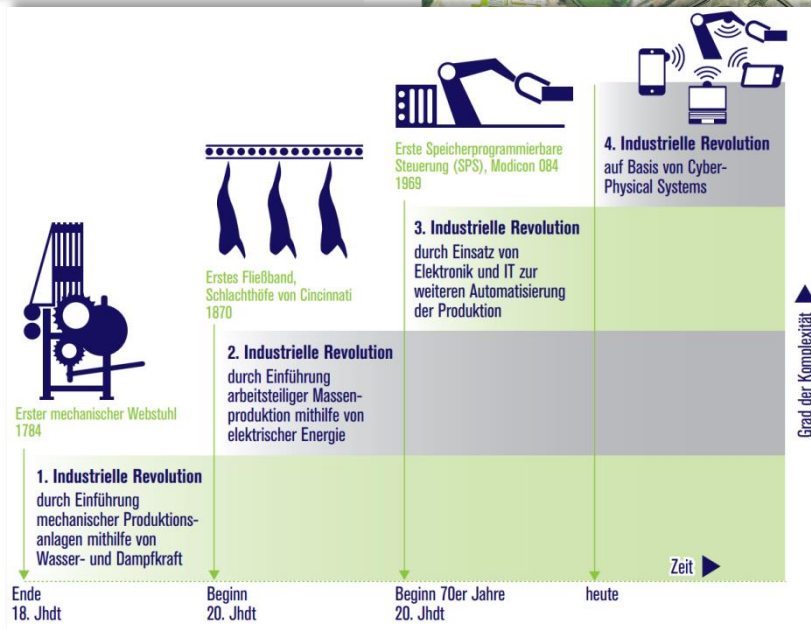 Erster mechanischer Webstuhl
1784
1. Industrielle Revolution
durch Einführung
mechanischer Produktions-
anlagen mithilfe von
Wasser- und Dampfkraft
Ende
18. Jhdt
Erstes Fließband,
Schlachthöfe von Cincinnati
1870
2. Industrielle Revolution
durch Einführung
arbeitsteiliger Massen-
produktion mithilfe von
elektrischer Energie
Beginn
20. Jhdt
Erste Speicherprogrammierbare
Steuerung (SPS), Modicon 084
1969
3. Industrielle Revolution
durch Einsatz von
Elektronik und IT zur
weiteren Automatisierung
der Produktion
Beginn 70er Jahre
20. Jhdt
4. Industrielle Revolution
auf Basis von Cyber-
Physical Systems
heute
Zeit
Grad der Komplexität